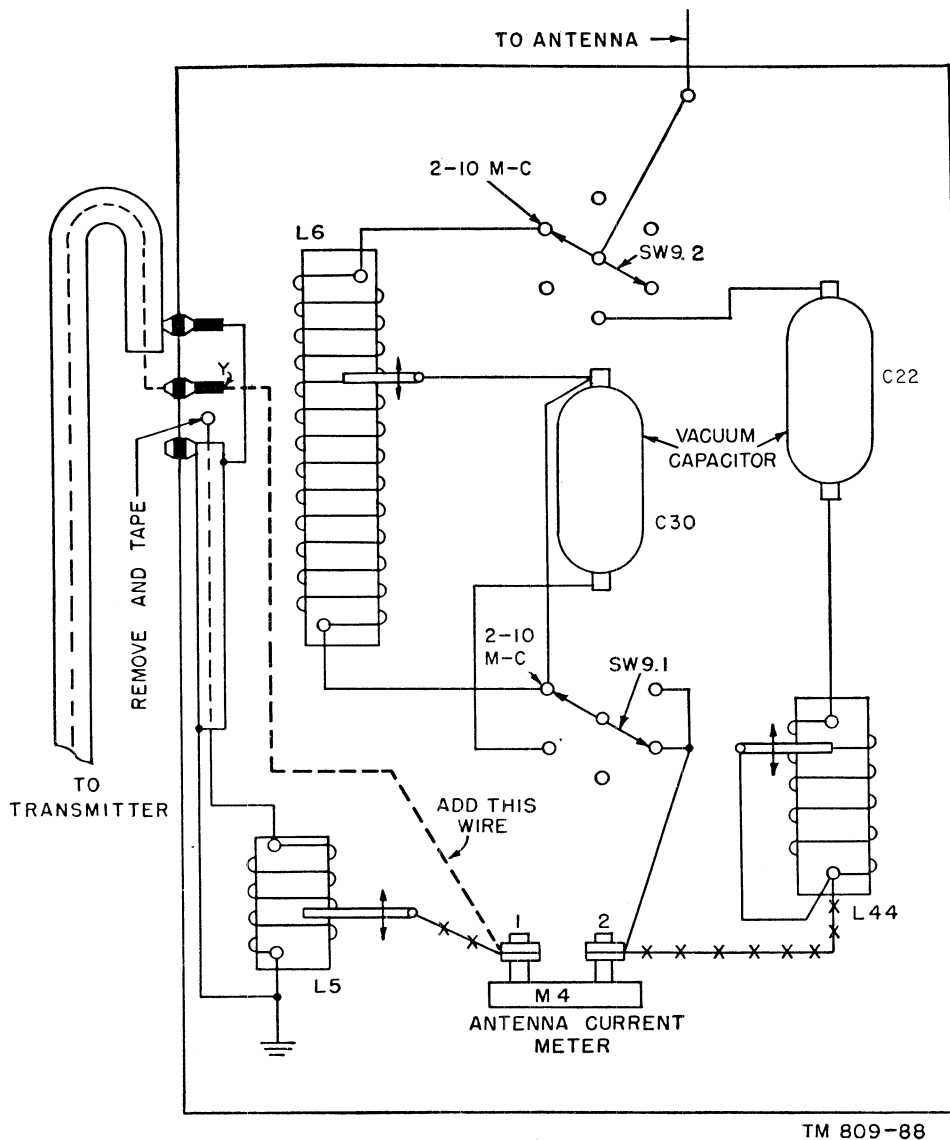 TO ANTENNA
2-10 M-C
L6
SW9.2
Y
C22
VACUUM
CAPACITOR
C30
REMOVE AND TAPE
2-10
M-C
SW9.1
TO
TRANSMITTER
ADD THIS
WIRE
L44
1
2
L5
M4
ANTENNA CURRENT
METER
TM 809-88